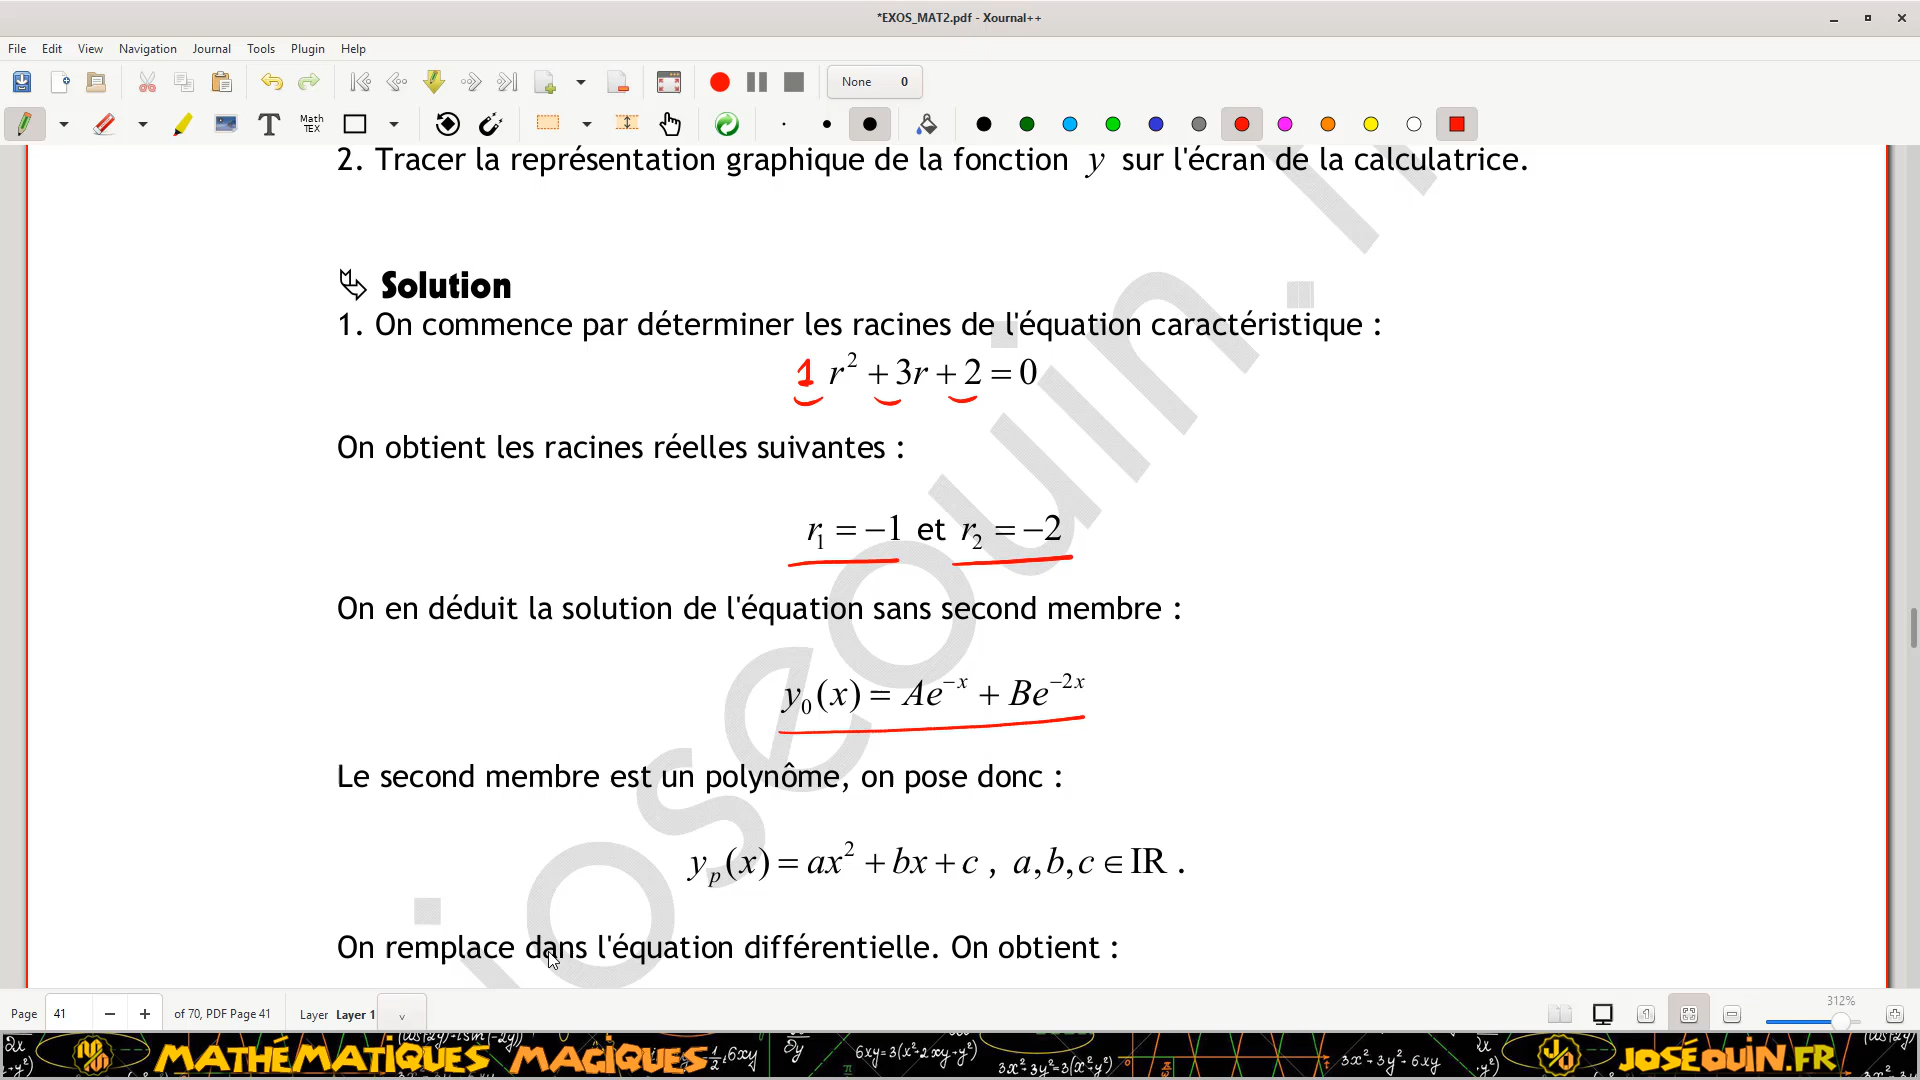 *EXOS_MAT2.pdf - Xournal++
File Edit View Navigation Journal Tools Plugin Help
None 0
T Math TEX
2. Tracer la représentation graphique de la fonction y sur l'écran de la calculatrice.
Solution
1. On commence par déterminer les racines de l'équation caractéristique :
1 r² + 3r + 2 = 0
On obtient les racines réelles suivantes :
r₁ = −1 et r₂ = −2
On en déduit la solution de l'équation sans second membre :
y₀(x) = Ae⁻ˣ + Be⁻²ˣ
Le second membre est un polynôme, on pose donc :
yₚ(x) = ax² + bx + c , a,b,c ∈ IR .
On remplace dans l'équation différentielle. On obtient :
josequin.
Page 41 of 70, PDF Page 41 Layer Layer 1 312%
MATHÉMATIQUES MAGIQUES JOSÉQUIN.FR